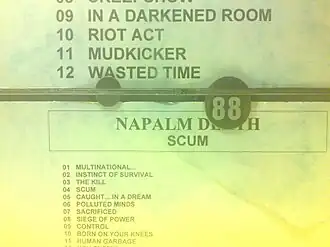 09 IN A DARKENED ROOM
10 RIOT ACT
11 MUDKICKER
12 WASTED TIME
88
NAPALM DEATH
SCUM
01 MULTINATIONAL...
02 INSTINCT OF SURVIVAL
03 THE KILL
04 SCUM
05 CAUGHT... IN A DREAM
06 POLLUTED MINDS
07 SACRIFICED
08 SIEGE OF POWER
09 CONTROL
10 BORN ON YOUR KNEES
11 HUMAN GARBAGE